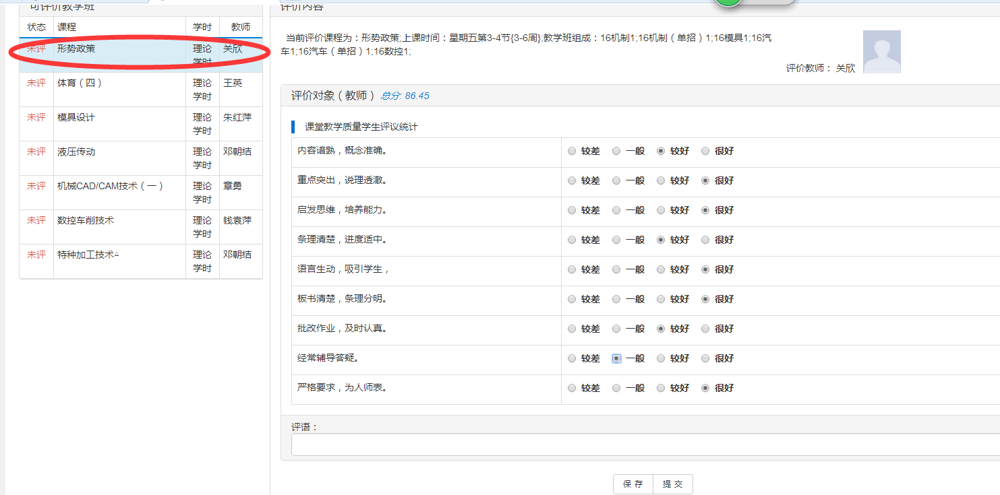 可评价教学班
状态 课程 学时 教师
未评 形势政策 理论学时 关欣
未评 体育（四） 理论学时 王英
未评 模具设计 理论学时 朱红萍
未评 液压传动 理论学时 邓朝结
未评 机械CAD/CAM技术（一） 理论学时 章勇
未评 数控车削技术 理论学时 钱袁萍
未评 特种加工技术△ 理论学时 邓朝结
评价内容
当前评价课程为：形势政策;上课时间：星期五第3-4节{3-6周};教学班组成：16机制1;16机制（单招）1;16模具1;16汽
车1;16汽车（单招）1;16数控1;
评价教师： 关欣
评价对象（教师） 总分: 86.45
课堂教学质量学生评议统计
内容谙熟，概念准确。 较差 一般 较好 很好
重点突出，说理透澈。 较差 一般 较好 很好
启发思维，培养能力。 较差 一般 较好 很好
条理清楚，进度适中。 较差 一般 较好 很好
语言生动，吸引学生， 较差 一般 较好 很好
板书清楚，条理分明。 较差 一般 较好 很好
批改作业，及时认真。 较差 一般 较好 很好
经常辅导答疑。 较差 一般 较好 很好
严格要求，为人师表。 较差 一般 较好 很好
评语：
保 存 提 交